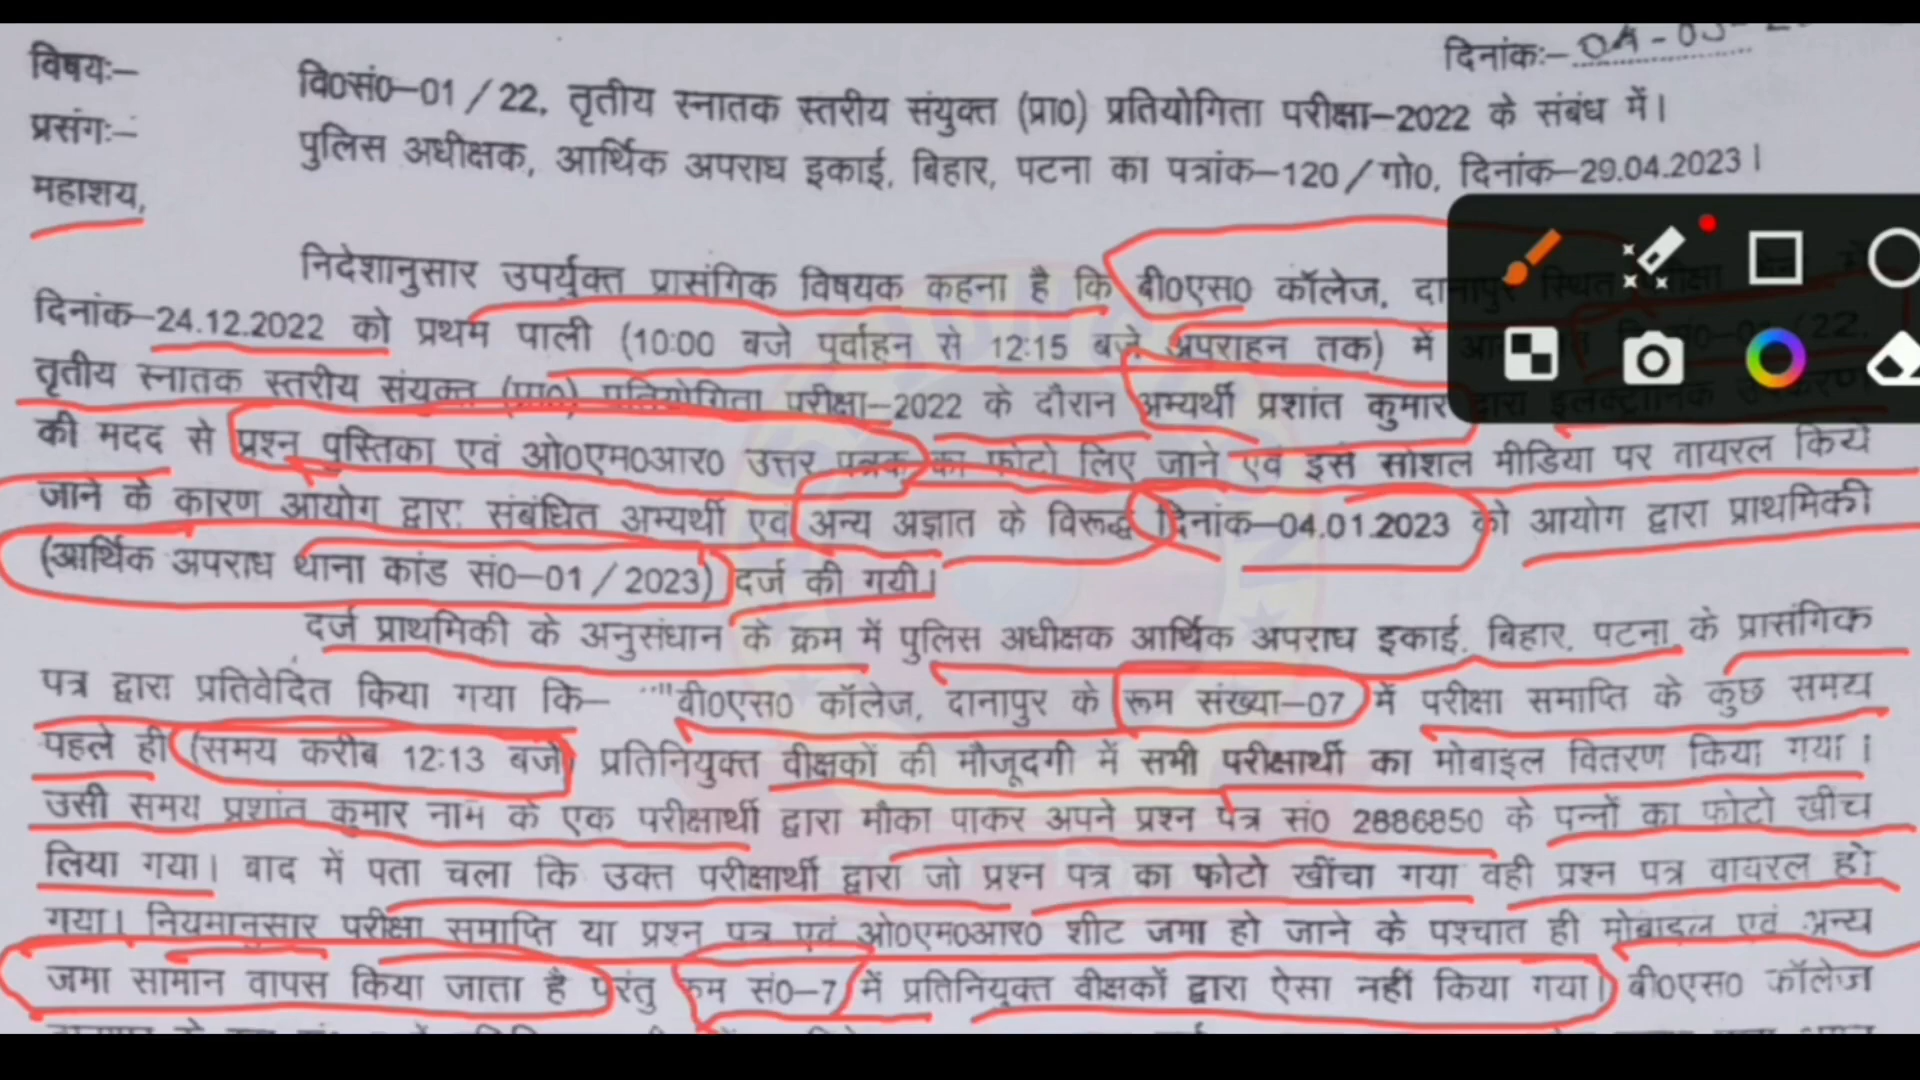 दिनांकः-
विषयः- वि0सं0-01/22, तृतीय स्नातक स्तरीय संयुक्त (प्रा0) प्रतियोगिता परीक्षा-2022 के संबंध में।
प्रसंगः- पुलिस अधीक्षक, आर्थिक अपराध इकाई, बिहार, पटना का पत्रांक-120/गो0, दिनांक-29.04.2023।
महाशय,
निदेशानुसार उपर्युक्त प्रासंगिक विषयक कहना है कि बी0एस0 कॉलेज, दानापुर स्थित परीक्षा
दिनांक-24.12.2022 को प्रथम पाली (10:00 बजे पूर्वाहन से 12:15 बजे अपराहन तक) में
तृतीय स्नातक स्तरीय संयुक्त (प्रा0) प्रतियोगिता परीक्षा-2022 के दौरान अभ्यर्थी प्रशांत कुमार द्वारा इलेक्ट्रॉनिक उपकरण
की मदद से प्रश्न पुस्तिका एवं ओ0एम0आर0 उत्तर पत्रक का फोटो लिए जाने एवं इसे सोशल मीडिया पर वायरल किये
जाने के कारण आयोग द्वारा संबंधित अभ्यर्थी एवं अन्य अज्ञात के विरूद्ध दिनांक-04.01.2023 को आयोग द्वारा प्राथमिकी
(आर्थिक अपराध थाना कांड सं0-01/2023) दर्ज की गयी।
दर्ज प्राथमिकी के अनुसंधान के क्रम में पुलिस अधीक्षक आर्थिक अपराध इकाई, बिहार, पटना के प्रासंगिक
पत्र द्वारा प्रतिवेदित किया गया कि- ""बी0एस0 कॉलेज, दानापुर के रूम संख्या-07 में परीक्षा समाप्ति के कुछ समय
पहले ही (समय करीब 12:13 बजे) प्रतिनियुक्त वीक्षकों की मौजूदगी में सभी परीक्षार्थी का मोबाइल वितरण किया गया।
उसी समय प्रशांत कुमार नाम के एक परीक्षार्थी द्वारा मौका पाकर अपने प्रश्न पत्र सं0 2886850 के पन्नों का फोटो खींच
लिया गया। बाद में पता चला कि उक्त परीक्षार्थी द्वारा जो प्रश्न पत्र का फोटो खींचा गया वही प्रश्न पत्र वायरल हो
गया। नियमानुसार परीक्षा समाप्ति या प्रश्न पत्र एवं ओ0एम0आर0 शीट जमा हो जाने के पश्चात ही मोबाइल एवं अन्य
जमा सामान वापस किया जाता है परंतु रूम सं0-7 में प्रतिनियुक्त वीक्षकों द्वारा ऐसा नहीं किया गया। बी0एस0 कॉलेज